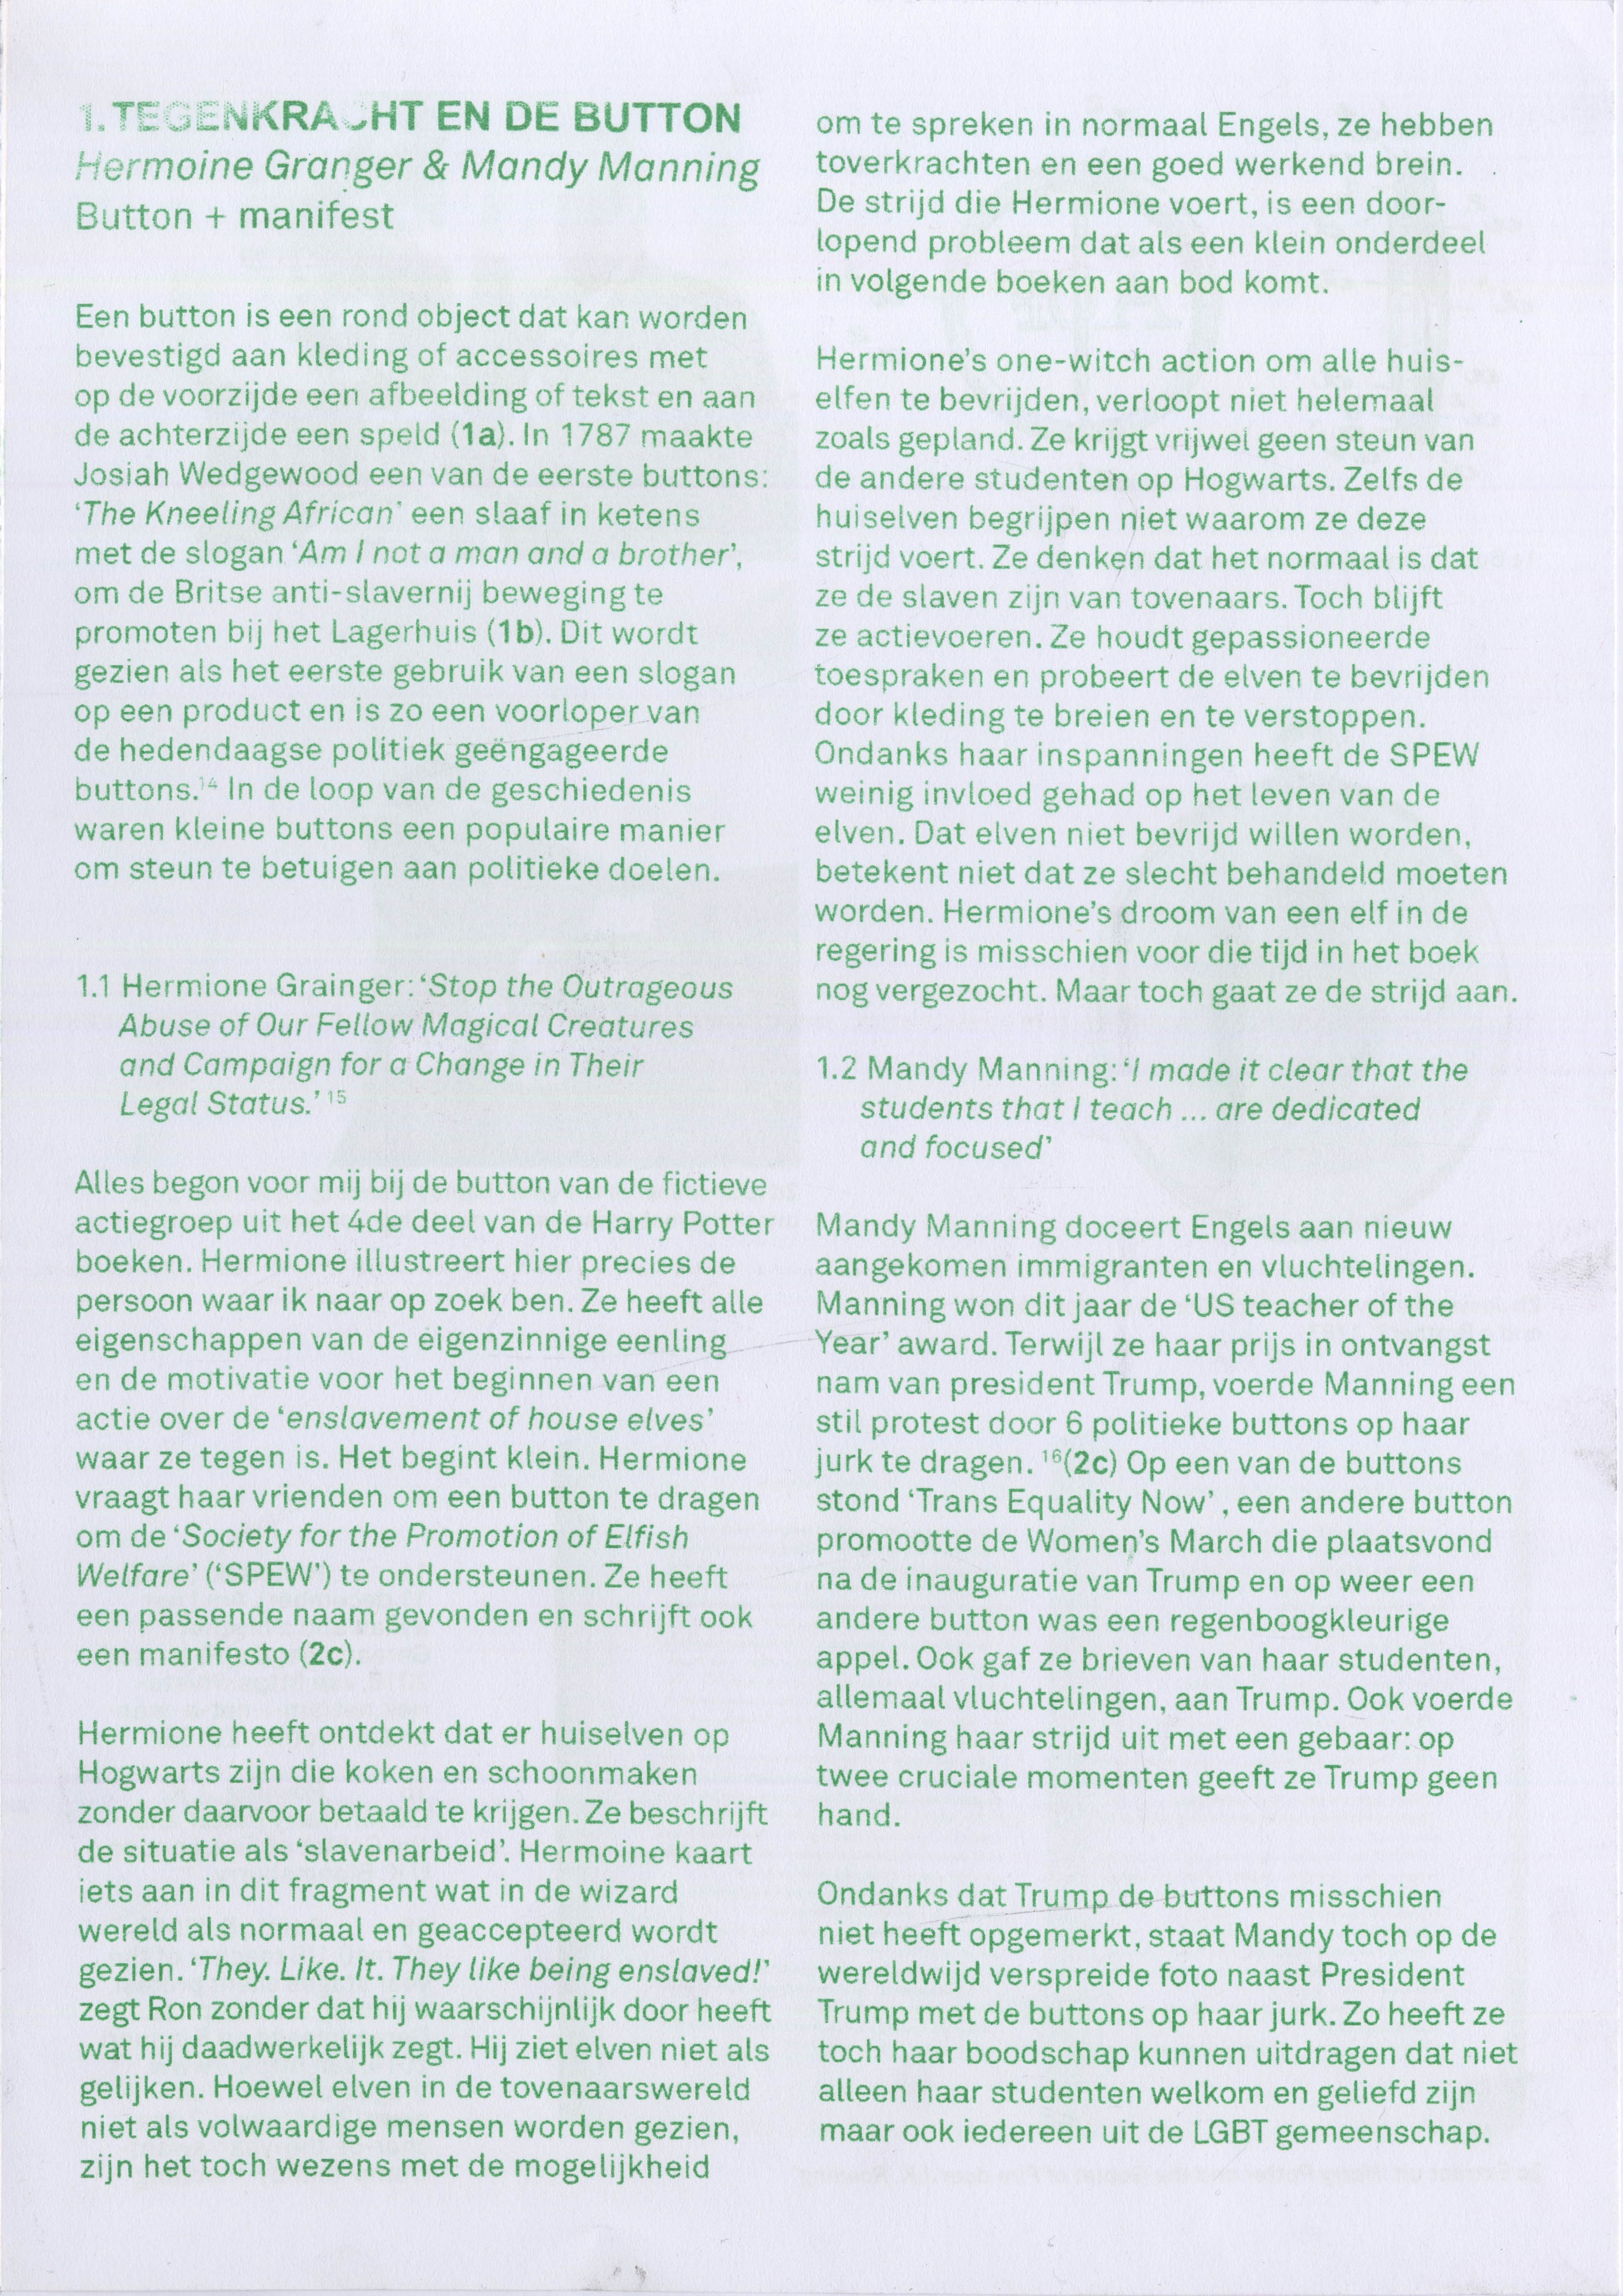 1. TEGENKRACHT EN DE BUTTON
Hermoine Granger & Mandy Manning
Button + manifest
Een button is een rond object dat kan worden
bevestigd aan kleding of accessoires met
op de voorzijde een afbeelding of tekst en aan
de achterzijde een speld (1a). In 1787 maakte
Josiah Wedgewood een van de eerste buttons:
‘The Kneeling African’ een slaaf in ketens
met de slogan ‘Am I not a man and a brother’,
om de Britse anti-slavernij beweging te
promoten bij het Lagerhuis (1b). Dit wordt
gezien als het eerste gebruik van een slogan
op een product en is zo een voorloper van
de hedendaagse politiek geëngageerde
buttons.¹⁴ In de loop van de geschiedenis
waren kleine buttons een populaire manier
om steun te betuigen aan politieke doelen.
1.1 Hermione Grainger: ‘Stop the Outrageous
Abuse of Our Fellow Magical Creatures
and Campaign for a Change in Their
Legal Status.’ ¹⁵
Alles begon voor mij bij de button van de fictieve
actiegroep uit het 4de deel van de Harry Potter
boeken. Hermione illustreert hier precies de
persoon waar ik naar op zoek ben. Ze heeft alle
eigenschappen van de eigenzinnige eenling
en de motivatie voor het beginnen van een
actie over de ‘enslavement of house elves’
waar ze tegen is. Het begint klein. Hermione
vraagt haar vrienden om een button te dragen
om de ‘Society for the Promotion of Elfish
Welfare’ (‘SPEW’) te ondersteunen. Ze heeft
een passende naam gevonden en schrijft ook
een manifesto (2c).
Hermione heeft ontdekt dat er huiselven op
Hogwarts zijn die koken en schoonmaken
zonder daarvoor betaald te krijgen. Ze beschrijft
de situatie als ‘slavenarbeid’. Hermoine kaart
iets aan in dit fragment wat in de wizard
wereld als normaal en geaccepteerd wordt
gezien. ‘They. Like. It. They like being enslaved!’
zegt Ron zonder dat hij waarschijnlijk door heeft
wat hij daadwerkelijk zegt. Hij ziet elven niet als
gelijken. Hoewel elven in de tovenaarswereld
niet als volwaardige mensen worden gezien,
zijn het toch wezens met de mogelijkheid
om te spreken in normaal Engels, ze hebben
toverkrachten en een goed werkend brein.
De strijd die Hermione voert, is een door-
lopend probleem dat als een klein onderdeel
in volgende boeken aan bod komt.
Hermione’s one-witch action om alle huis-
elfen te bevrijden, verloopt niet helemaal
zoals gepland. Ze krijgt vrijwel geen steun van
de andere studenten op Hogwarts. Zelfs de
huiselven begrijpen niet waarom ze deze
strijd voert. Ze denken dat het normaal is dat
ze de slaven zijn van tovenaars. Toch blijft
ze actievoeren. Ze houdt gepassioneerde
toespraken en probeert de elven te bevrijden
door kleding te breien en te verstoppen.
Ondanks haar inspanningen heeft de SPEW
weinig invloed gehad op het leven van de
elven. Dat elven niet bevrijd willen worden,
betekent niet dat ze slecht behandeld moeten
worden. Hermione’s droom van een elf in de
regering is misschien voor die tijd in het boek
nog vergezocht. Maar toch gaat ze de strijd aan.
1.2 Mandy Manning: ‘I made it clear that the
students that I teach ... are dedicated
and focused’
Mandy Manning doceert Engels aan nieuw
aangekomen immigranten en vluchtelingen.
Manning won dit jaar de ‘US teacher of the
Year’ award. Terwijl ze haar prijs in ontvangst
nam van president Trump, voerde Manning een
stil protest door 6 politieke buttons op haar
jurk te dragen. ¹⁶(2c) Op een van de buttons
stond ‘Trans Equality Now’ , een andere button
promootte de Women’s March die plaatsvond
na de inauguratie van Trump en op weer een
andere button was een regenboogkleurige
appel. Ook gaf ze brieven van haar studenten,
allemaal vluchtelingen, aan Trump. Ook voerde
Manning haar strijd uit met een gebaar: op
twee cruciale momenten geeft ze Trump geen
hand.
Ondanks dat Trump de buttons misschien
niet heeft opgemerkt, staat Mandy toch op de
wereldwijd verspreide foto naast President
Trump met de buttons op haar jurk. Zo heeft ze
toch haar boodschap kunnen uitdragen dat niet
alleen haar studenten welkom en geliefd zijn
maar ook iedereen uit de LGBT gemeenschap.